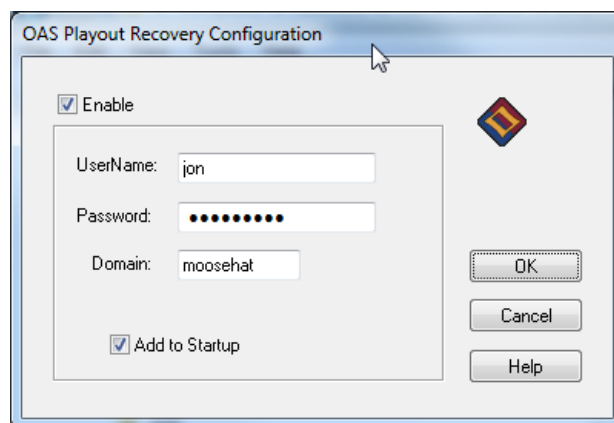 OAS Playout Recovery Configuration
Enable
UserName: jon
Password: ●●●●●●●●●
Domain: moosehat
Add to Startup
OK
Cancel
Help